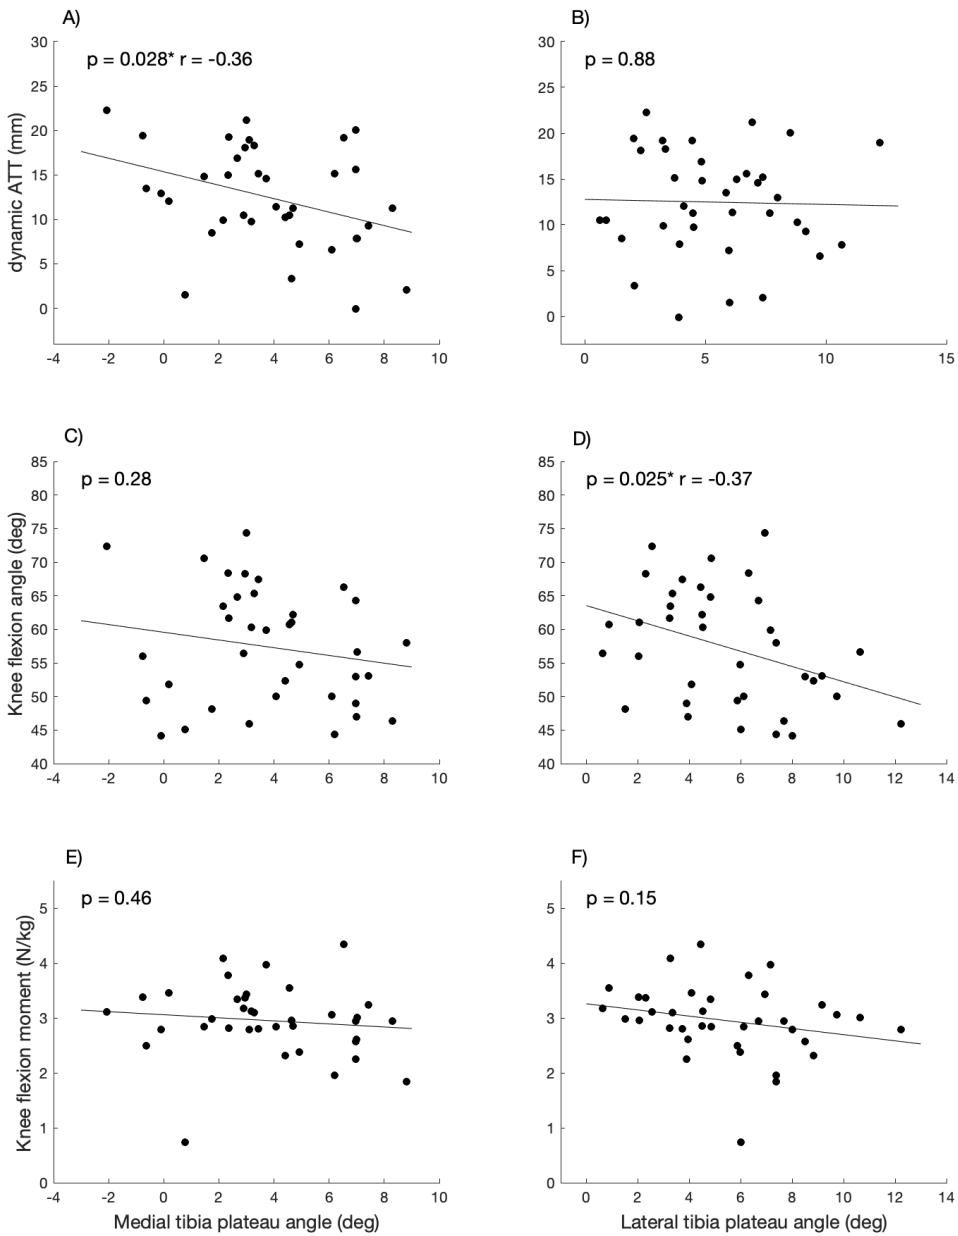 A)
B)
p = 0.028* r = -0.36
p = 0.88
dynamic ATT (mm)
30
25
20
15
10
5
0
-4 -2 0 2 4 6 8 10
30
25
20
15
10
5
0
0 5 10 15
C)
D)
p = 0.28
p = 0.025* r = -0.37
Knee flexion angle (deg)
85
80
75
70
65
60
55
50
45
40
-4 -2 0 2 4 6 8 10
85
80
75
70
65
60
55
50
45
40
0 2 4 6 8 10 12 14
E)
F)
p = 0.46
p = 0.15
Knee flexion moment (N/kg)
5
4
3
2
1
0
-4 -2 0 2 4 6 8 10
Medial tibia plateau angle (deg)
5
4
3
2
1
0
0 2 4 6 8 10 12 14
Lateral tibia plateau angle (deg)